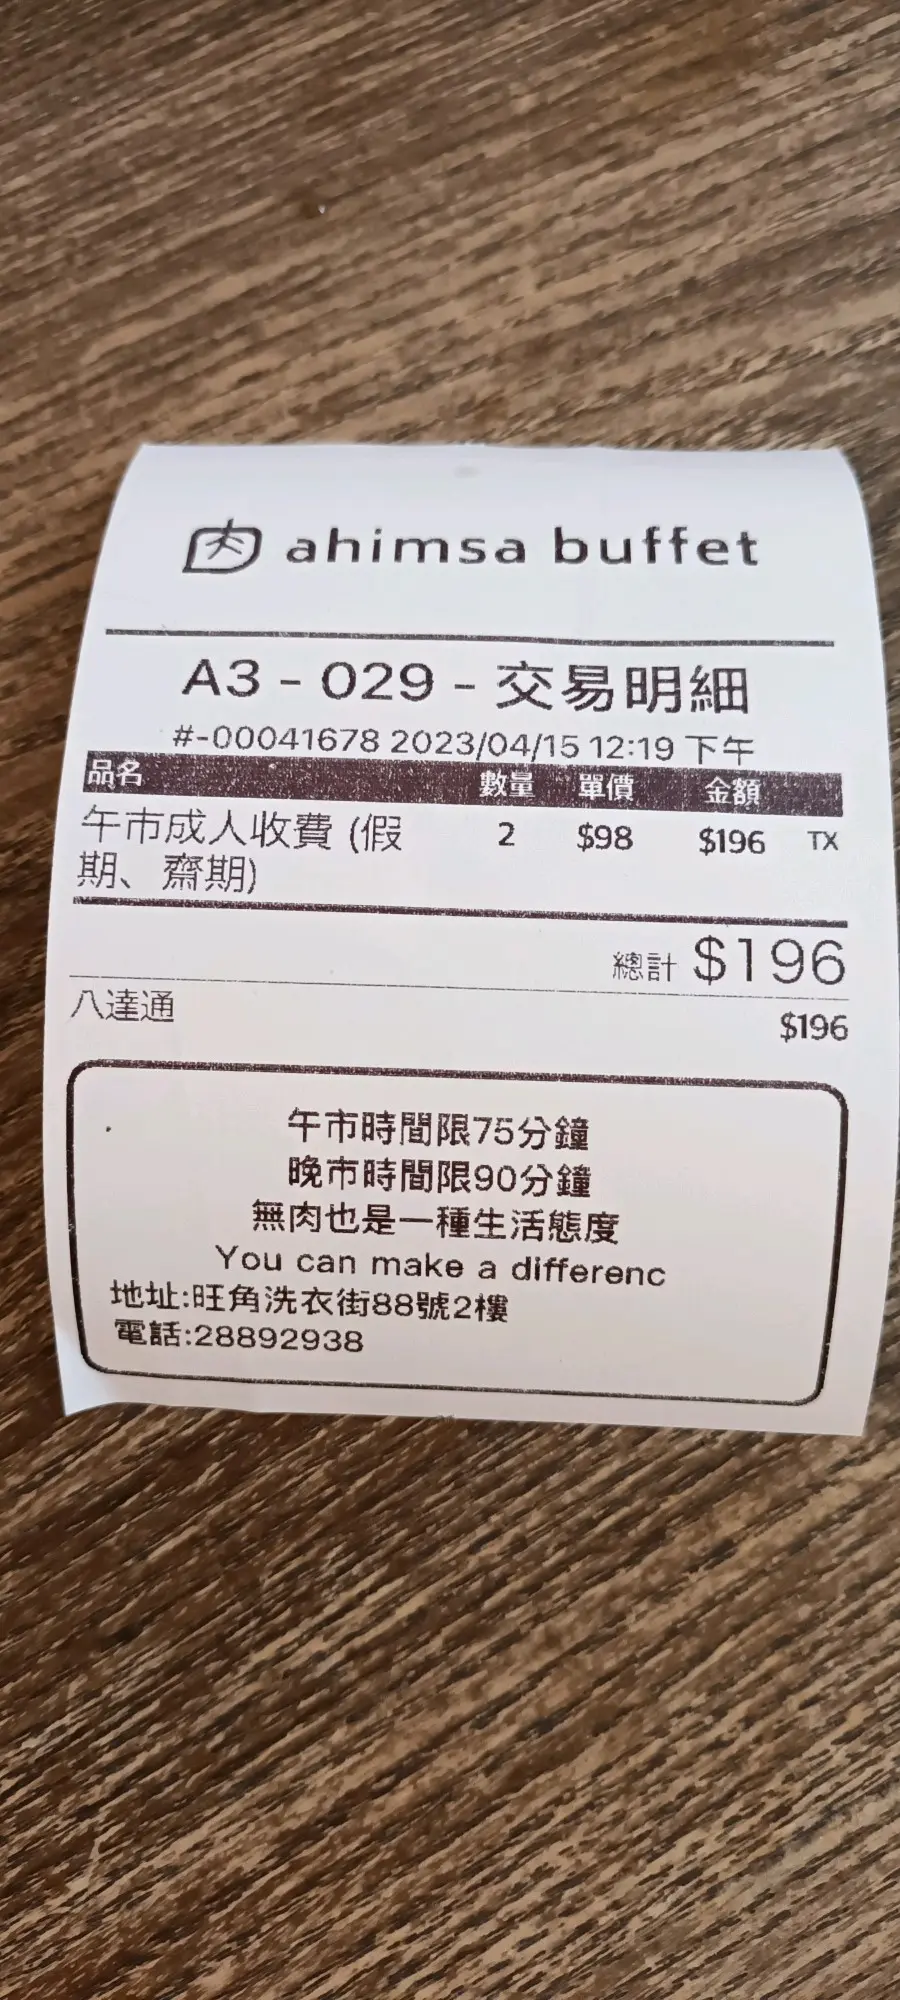 肉 ahimsa buffet
A3 - 029 - 交易明細
#-00041678 2023/04/15 12:19 下午
品名 數量 單價 金額
午市成人收費 (假 2 $98 $196 TX
期、齋期)
總計 $196
八達通 $196
午市時間限75分鐘
晚市時間限90分鐘
無肉也是一種生活態度
You can make a differenc
地址:旺角洗衣街88號2樓
電話:28892938